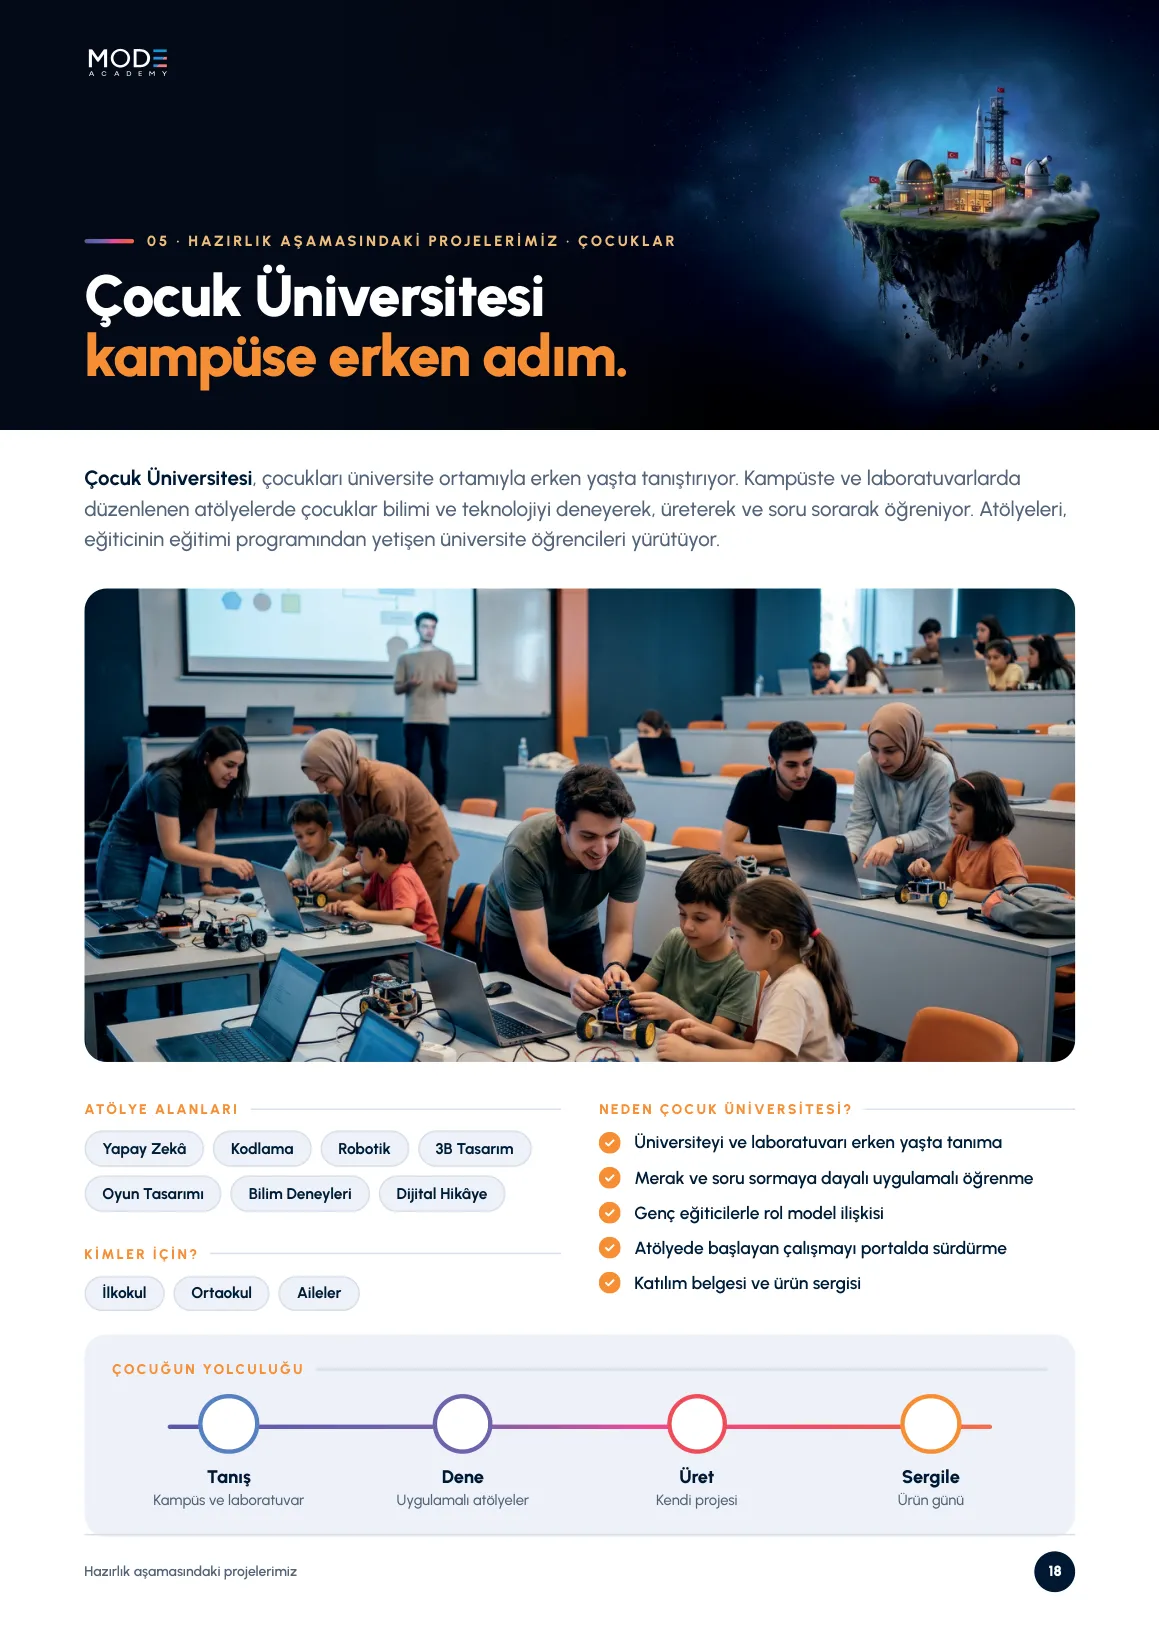 MODE
ACADEMY
05 · HAZIRLIK AŞAMASINDAKİ PROJELERİMİZ · ÇOCUKLAR
Çocuk Üniversitesi
kampüse erken adım.
Çocuk Üniversitesi, çocukları üniversite ortamıyla erken yaşta tanıştırıyor. Kampüste ve laboratuvarlarda
düzenlenen atölyelerde çocuklar bilimi ve teknolojiyi deneyerek, üreterek ve soru sorarak öğreniyor. Atölyeleri,
eğiticinin eğitimi programından yetişen üniversite öğrencileri yürütüyor.
ATÖLYE ALANLARI
Yapay Zekâ
Kodlama
Robotik
3B Tasarım
Oyun Tasarımı
Bilim Deneyleri
Dijital Hikâye
KİMLER İÇİN?
İlkokul
Ortaokul
Aileler
NEDEN ÇOCUK ÜNİVERSİTESİ?
Üniversiteyi ve laboratuvarı erken yaşta tanıma
Merak ve soru sormaya dayalı uygulamalı öğrenme
Genç eğiticilerle rol model ilişkisi
Atölyede başlayan çalışmayı portalda sürdürme
Katılım belgesi ve ürün sergisi
ÇOCUĞUN YOLCULUĞU
Tanış
Kampüs ve laboratuvar
Dene
Uygulamalı atölyeler
Üret
Kendi projesi
Sergile
Ürün günü
Hazırlık aşamasındaki projelerimiz
18